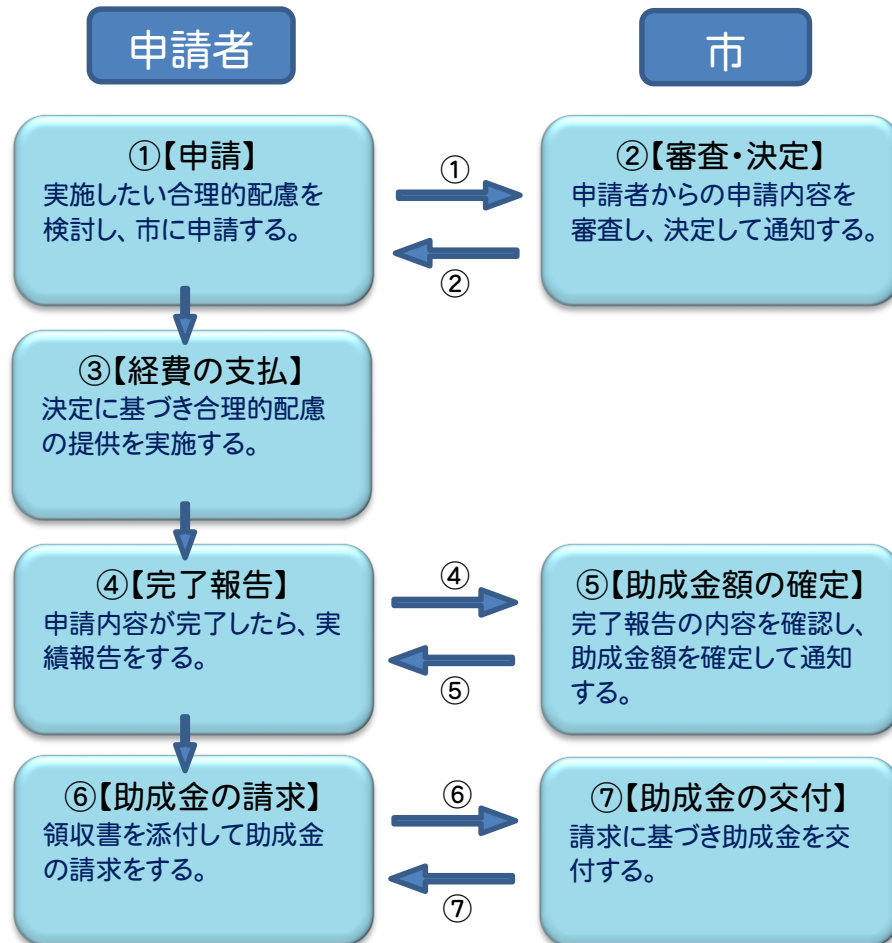 申請者
市
①【申請】
実施したい合理的配慮を
検討し、市に申請する。
①
②
②【審査・決定】
申請者からの申請内容を
審査し、決定して通知する。
③【経費の支払】
決定に基づき合理的配慮
の提供を実施する。
④【完了報告】
申請内容が完了したら、実
績報告をする。
④
⑤
⑤【助成金額の確定】
完了報告の内容を確認し、
助成金額を確定して通知
する。
⑥【助成金の請求】
領収書を添付して助成金
の請求をする。
⑥
⑦
⑦【助成金の交付】
請求に基づき助成金を交
付する。